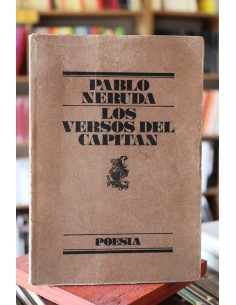 PABLO
NERUDA
LOS
VERSOS DEL
CAPITAN
POESIA